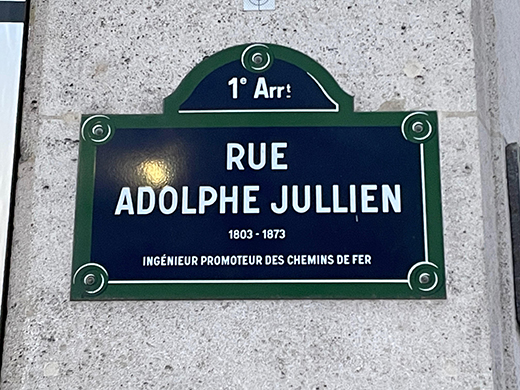 1e Arrt
RUE
ADOLPHE JULLIEN
1803 - 1873
INGÉNIEUR PROMOTEUR DES CHEMINS DE FER